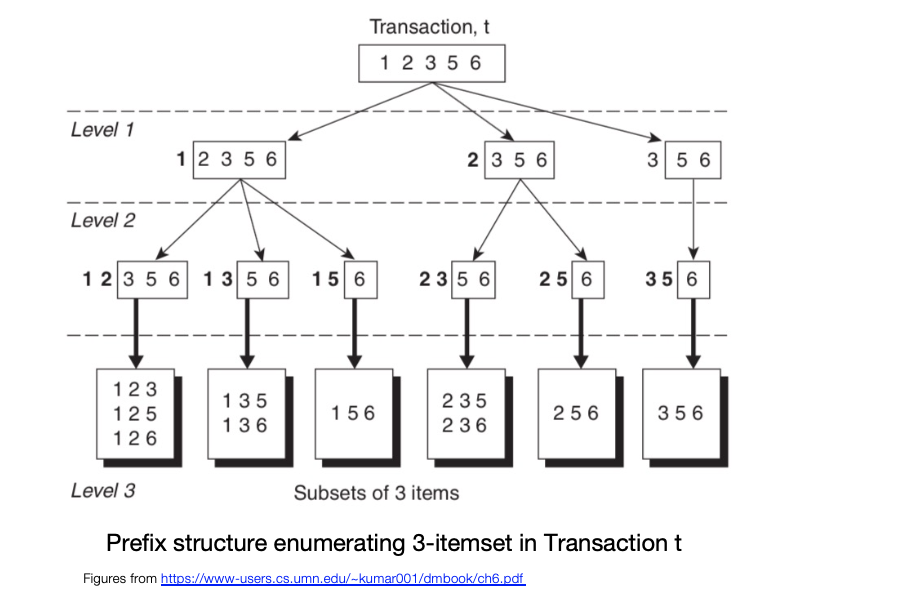 Transaction, t
1 2 3 5 6
Level 1
1 2 3 5 6
2 3 5 6
3 5 6
Level 2
1 2 3 5 6
1 3 5 6
1 5 6
2 3 5 6
2 5 6
3 5 6
1 2 3
1 2 5
1 2 6
1 3 5
1 3 6
1 5 6
2 3 5
2 3 6
2 5 6
3 5 6
Level 3
Subsets of 3 items
Prefix structure enumerating 3-itemset in Transaction t
Figures from https://www-users.cs.umn.edu/~kumar001/dmbook/ch6.pdf